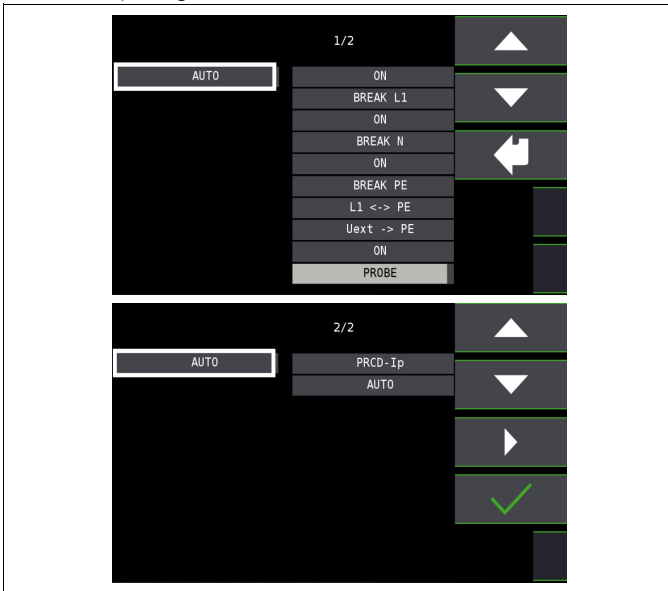 1/2
AUTO
ON
BREAK L1
ON
BREAK N
ON
BREAK PE
L1 <-> PE
Uext -> PE
ON
PROBE
2/2
AUTO
PRCD-Ip
AUTO